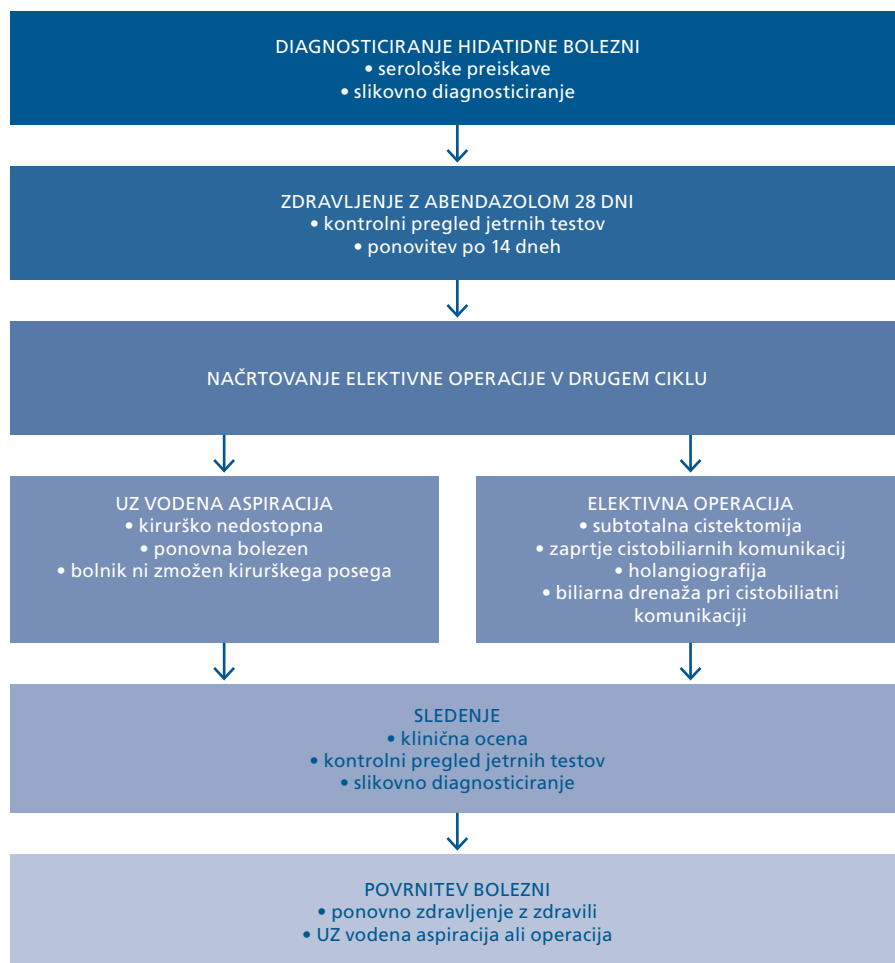 DIAGNOSTICIRANJE HIDATIDNE BOLEZNI
• serološke preiskave
• slikovno diagnosticiranje
ZDRAVLJENJE Z ABENDAZOLOM 28 DNI
• kontrolni pregled jetrnih testov
• ponovitev po 14 dneh
NAČRTOVANJE ELEKTIVNE OPERACIJE V DRUGEM CIKLU
UZ VODENA ASPIRACIJA
• kirurško nedostopna
• ponovna bolezen
• bolnik ni zmožen kirurškega posega
ELEKTIVNA OPERACIJA
• subtotalna cistektomija
• zaprtje cistobiliarnih komunikacij
• holangiografija
• biliarna drenaža pri cistobiliatni
komunikaciji
SLEDENJE
• klinična ocena
• kontrolni pregled jetrnih testov
• slikovno diagnosticiranje
POVRNITEV BOLEZNI
• ponovno zdravljenje z zdravili
• UZ vodena aspiracija ali operacija